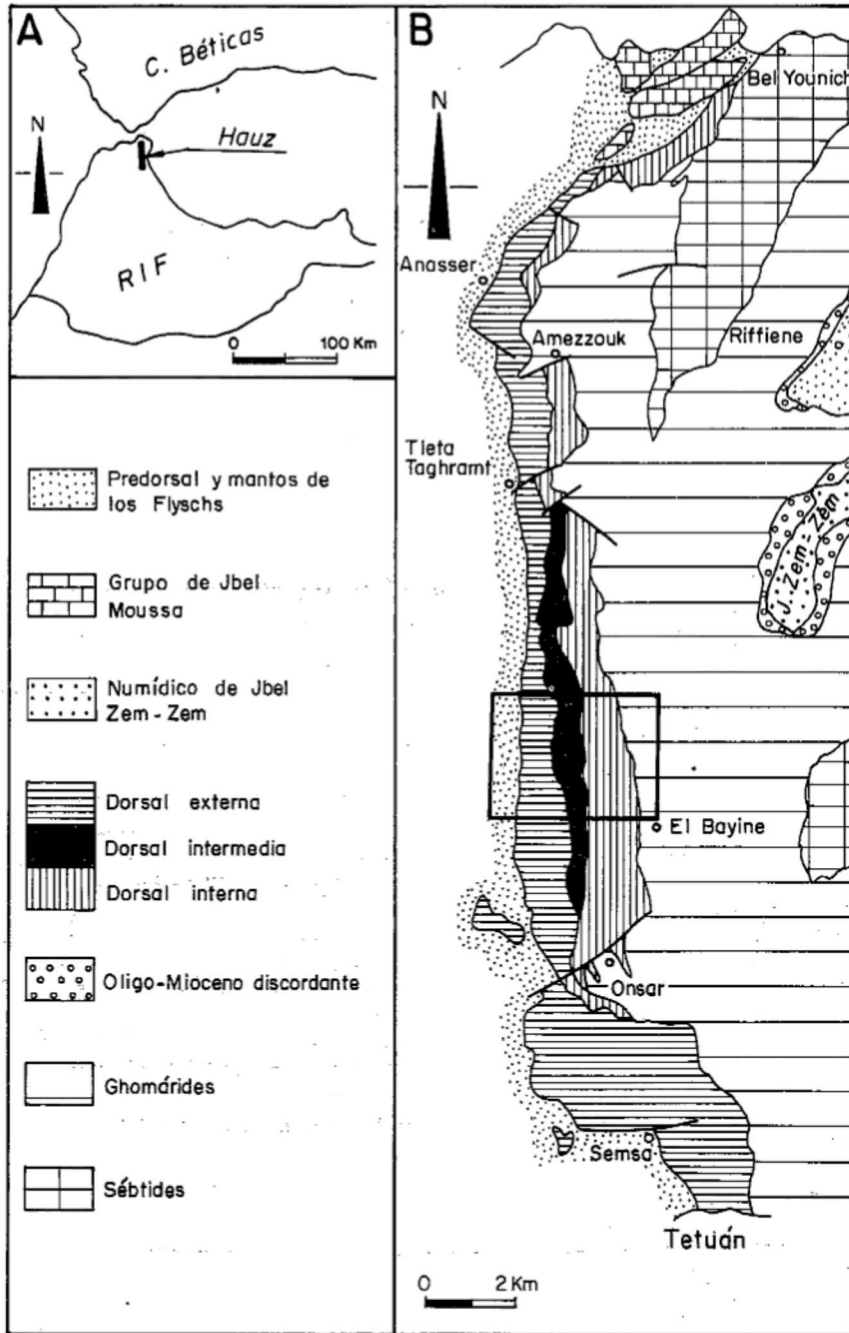 A
C. Béticas
N
Hauz
RIF
0 100 Km
Predorsal y mantos de
los Flyschs
Grupo de Jbel
Moussa
Numídico de Jbel
Zem-Zem
Dorsal externa
Dorsal intermedia
Dorsal interna
Oligo-Mioceno discordante
Ghomárides
Sébtides
B
Bel Younich
N
Anasser
Amezzouk
Riffiene
Tleta
Taghramt
J. Zem-Zem
El Bayine
Onsar
Semsa
Tetuán
0 2 Km